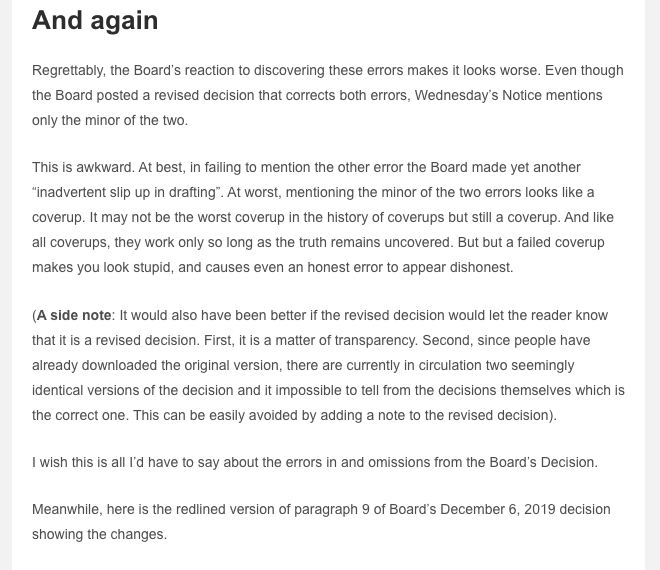 And again
Regrettably, the Board’s reaction to discovering these errors makes it looks worse. Even though
the Board posted a revised decision that corrects both errors, Wednesday’s Notice mentions
only the minor of the two.
This is awkward. At best, in failing to mention the other error the Board made yet another
“inadvertent slip up in drafting”. At worst, mentioning the minor of the two errors looks like a
coverup. It may not be the worst coverup in the history of coverups but still a coverup. And like
all coverups, they work only so long as the truth remains uncovered. But but a failed coverup
makes you look stupid, and causes even an honest error to appear dishonest.
(A side note: It would also have been better if the revised decision would let the reader know
that it is a revised decision. First, it is a matter of transparency. Second, since people have
already downloaded the original version, there are currently in circulation two seemingly
identical versions of the decision and it impossible to tell from the decisions themselves which is
the correct one. This can be easily avoided by adding a note to the revised decision).
I wish this is all I’d have to say about the errors in and omissions from the Board’s Decision.
Meanwhile, here is the redlined version of paragraph 9 of Board’s December 6, 2019 decision
showing the changes.